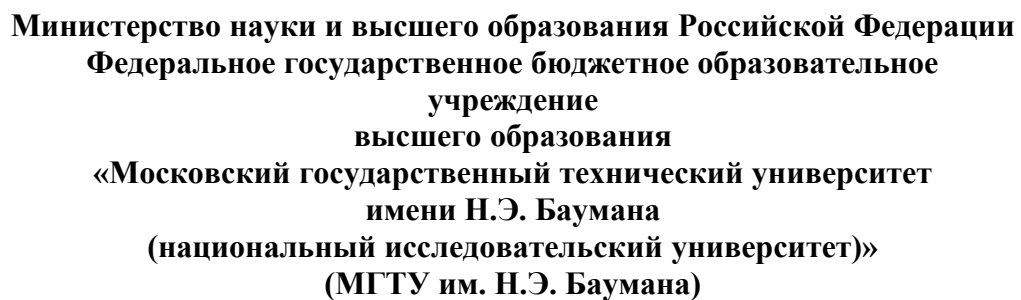 Министерство науки и высшего образования Российской Федерации
Федеральное государственное бюджетное образовательное
учреждение
высшего образования
«Московский государственный технический университет
имени Н.Э. Баумана
(национальный исследовательский университет)»
(МГТУ им. Н.Э. Баумана)